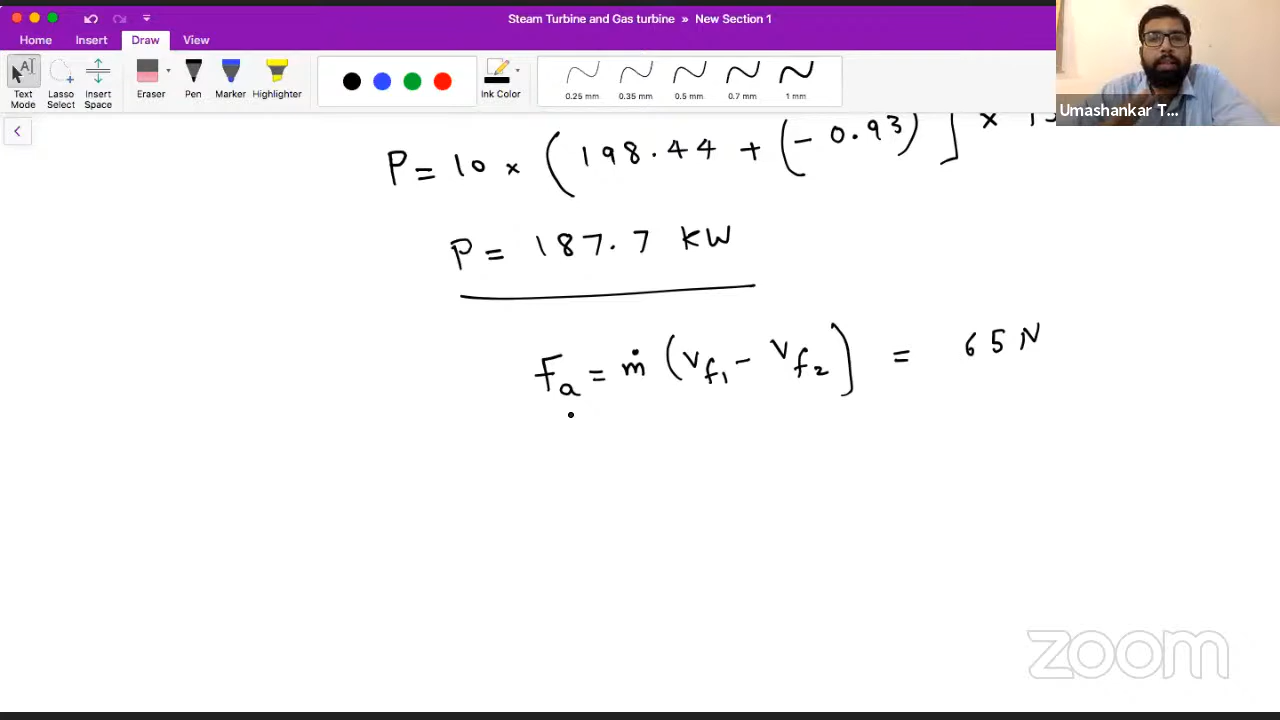 Steam Turbine and Gas turbine » New Section 1
Home Insert Draw View
Text Mode
Lasso Select
Insert Space
Eraser
Pen
Marker
Highlighter
Ink Color
0.25 mm 0.35 mm 0.5 mm 0.7 mm 1 mm
Umashankar T...
P = 10 × (198.44 + (-0.93)] ×
P = 187.7 KW
Fa = ṁ (Vf1 - Vf2) = 65 N
zoom